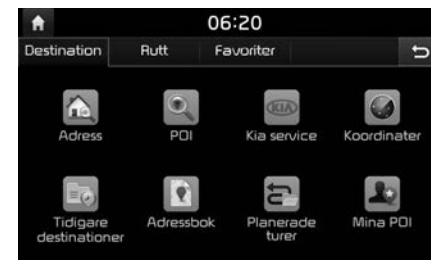 06:20
Destination Rutt Favoriter
KIA
Adress POI Kia service Koordinater
Tidigare destinationer Adressbok Planerade turer Mina POI